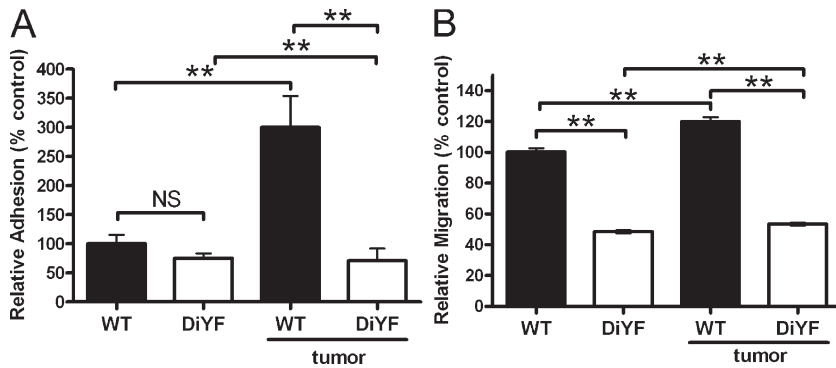 A
**
**
**
NS
Relative Adhesion (% control)
400
350
300
250
200
150
100
50
0
WT
DiYF
WT
DiYF
tumor
B
**
**
**
**
Relative Migration (% control)
140
120
100
80
60
40
20
0
WT
DiYF
WT
DiYF
tumor